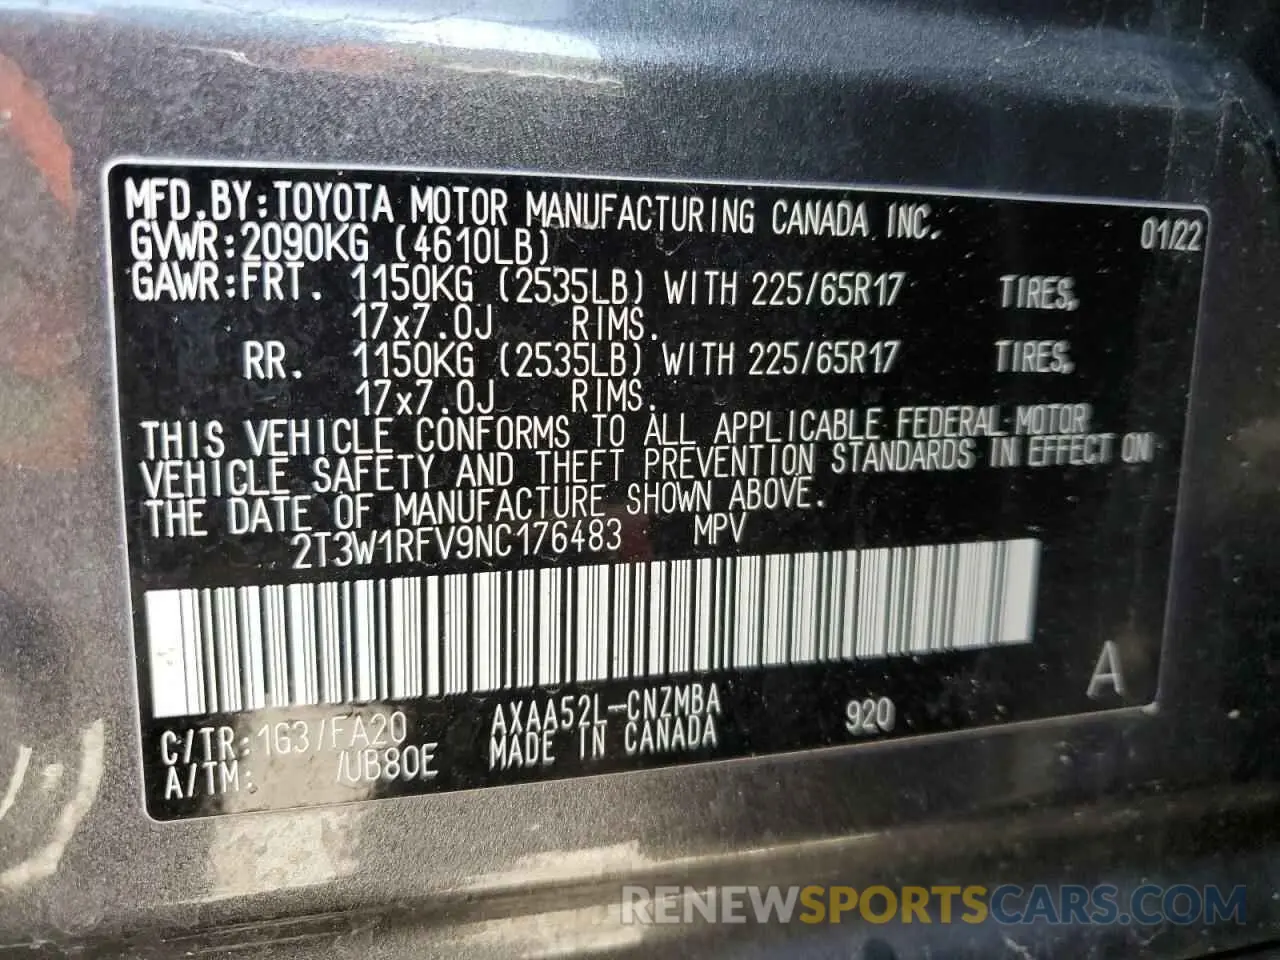 MFD.BY:TOYOTA MOTOR MANUFACTURING CANADA INC. 01/22
GVWR:2090KG (4610LB)
GAWR:FRT. 1150KG (2535LB) WITH 225/65R17 TIRES,
17x7.0J RIMS.
RR. 1150KG (2535LB) WITH 225/65R17 TIRES,
17x7.0J RIMS.
THIS VEHICLE CONFORMS TO ALL APPLICABLE FEDERAL MOTOR
VEHICLE SAFETY AND THEFT PREVENTION STANDARDS IN EFFECT ON
THE DATE OF MANUFACTURE SHOWN ABOVE.
2T3W1RFV9NC176483 MPV
A
C/TR:1G3/FA20 AXAA52L-CNZMBA 920
A/TM: /UB80E MADE IN CANADA
RENEWSPORTSCARS.COM